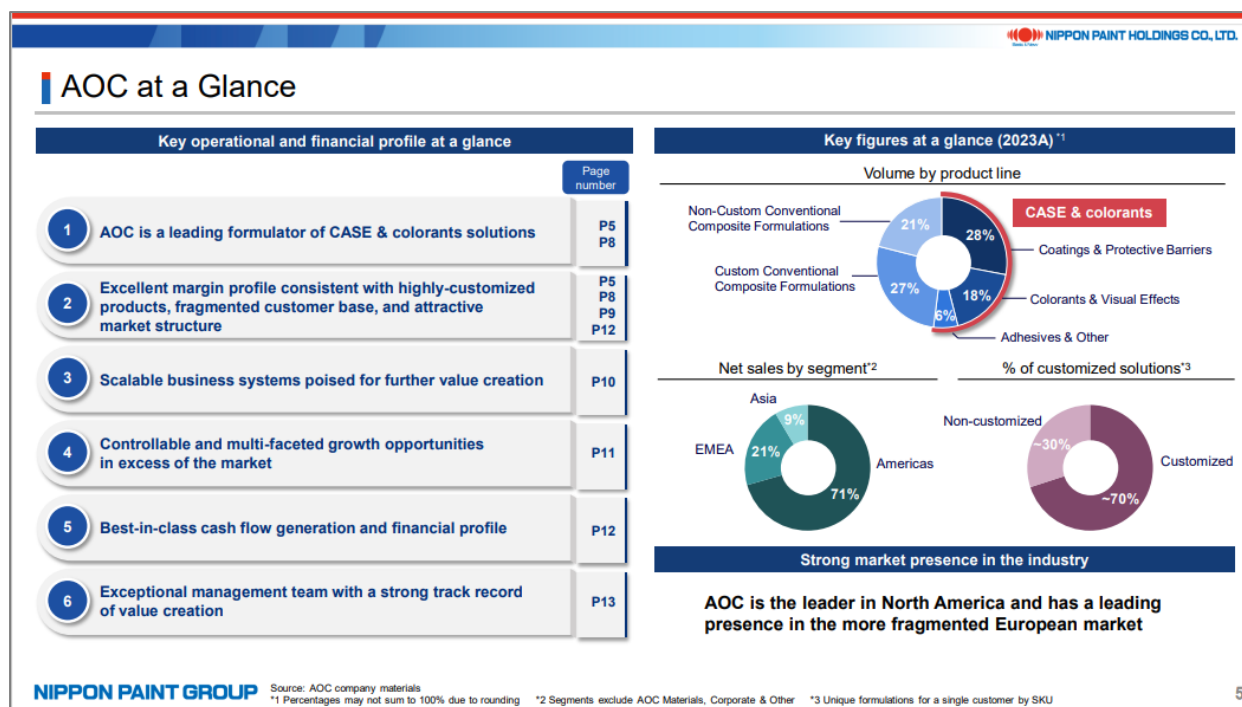 NIPPON PAINT HOLDINGS CO., LTD.
AOC at a Glance
Key operational and financial profile at a glance
Page
number
1
AOC is a leading formulator of CASE & colorants solutions
P5
P8
2
Excellent margin profile consistent with highly-customized
products, fragmented customer base, and attractive
market structure
P5
P8
P9
P12
3
Scalable business systems poised for further value creation
P10
4
Controllable and multi-faceted growth opportunities
in excess of the market
P11
5
Best-in-class cash flow generation and financial profile
P12
6
Exceptional management team with a strong track record
of value creation
P13
Key figures at a glance (2023A) *1
Volume by product line
Non-Custom Conventional
Composite Formulations
21%
CASE & colorants
28%
Coatings & Protective Barriers
Custom Conventional
Composite Formulations
27%
18%
Colorants & Visual Effects
6%
Adhesives & Other
Net sales by segment*2
Asia
9%
EMEA
21%
Americas
71%
% of customized solutions*3
Non-customized
~30%
Customized
~70%
Strong market presence in the industry
AOC is the leader in North America and has a leading
presence in the more fragmented European market
NIPPON PAINT GROUP
Source: AOC company materials
*1 Percentages may not sum to 100% due to rounding *2 Segments exclude AOC Materials, Corporate & Other *3 Unique formulations for a single customer by SKU
5